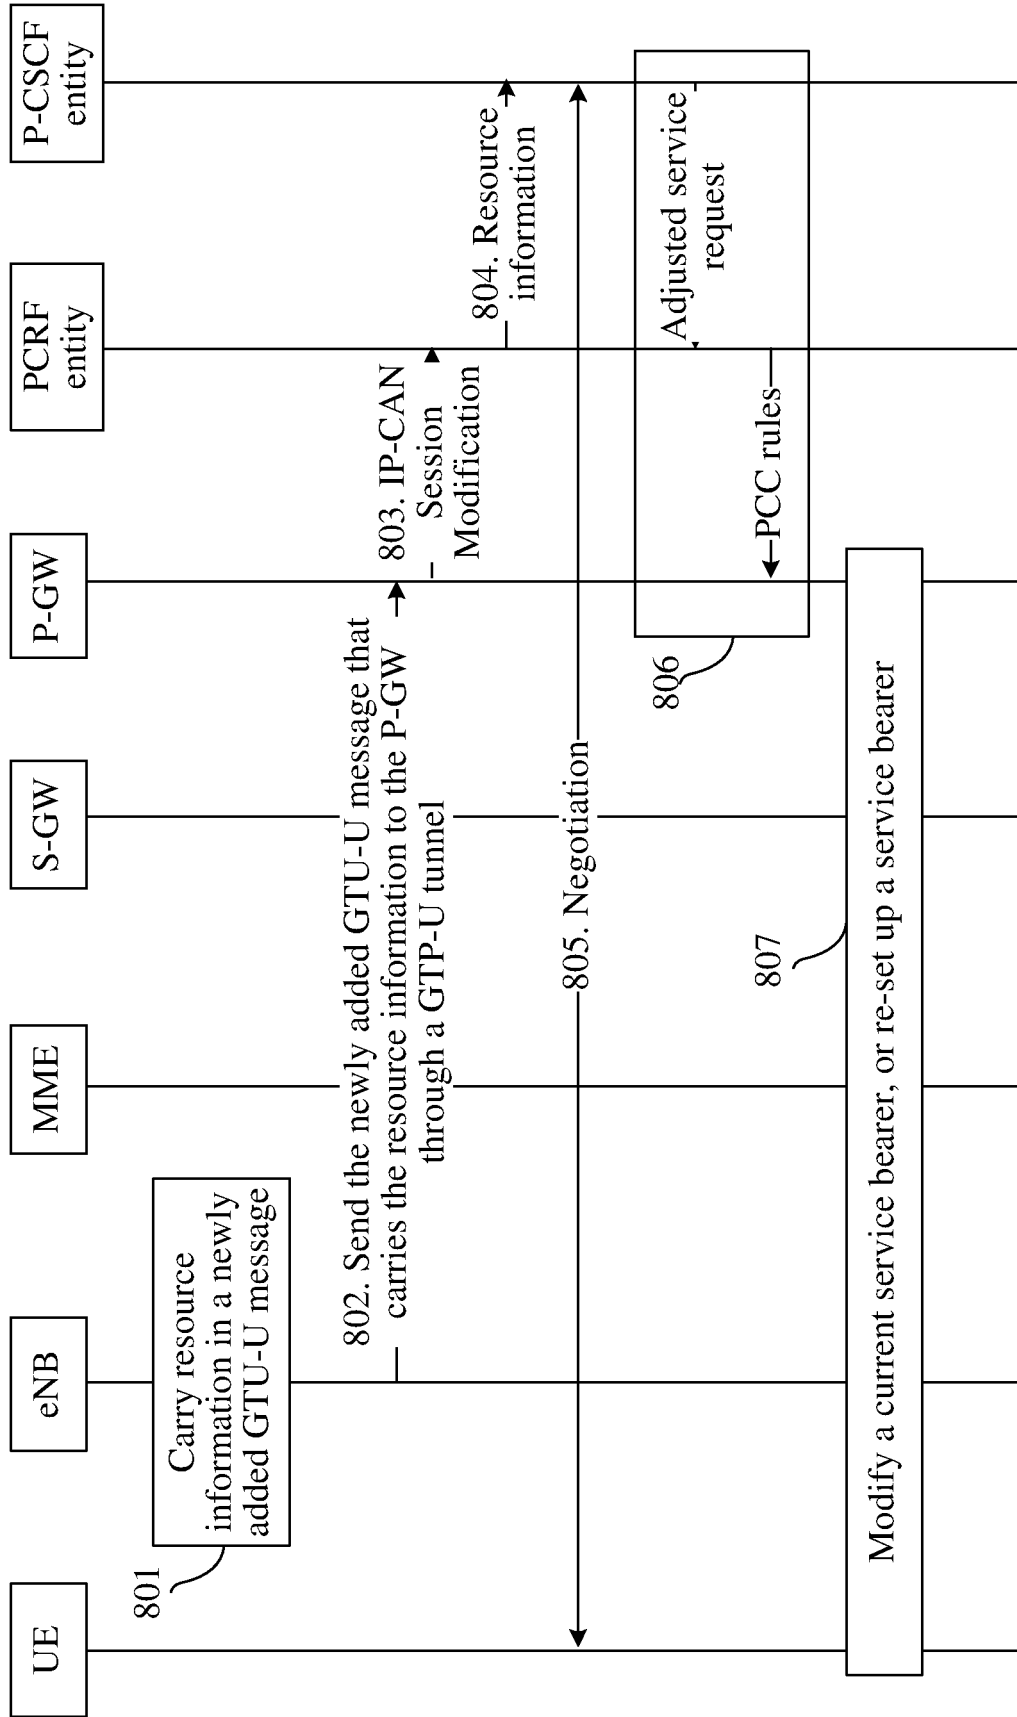 UE
eNB
MME
S-GW
P-GW
PCRF
entity
P-CSCF
entity
801
Carry resource
information in a newly
added GTU-U message
802. Send the newly added GTU-U message that
carries the resource information to the P-GW
through a GTP-U tunnel
803. IP-CAN
Session
Modification
804. Resource
information
805. Negotiation
806
Adjusted service
request
PCC rules
807
Modify a current service bearer, or re-set up a service bearer